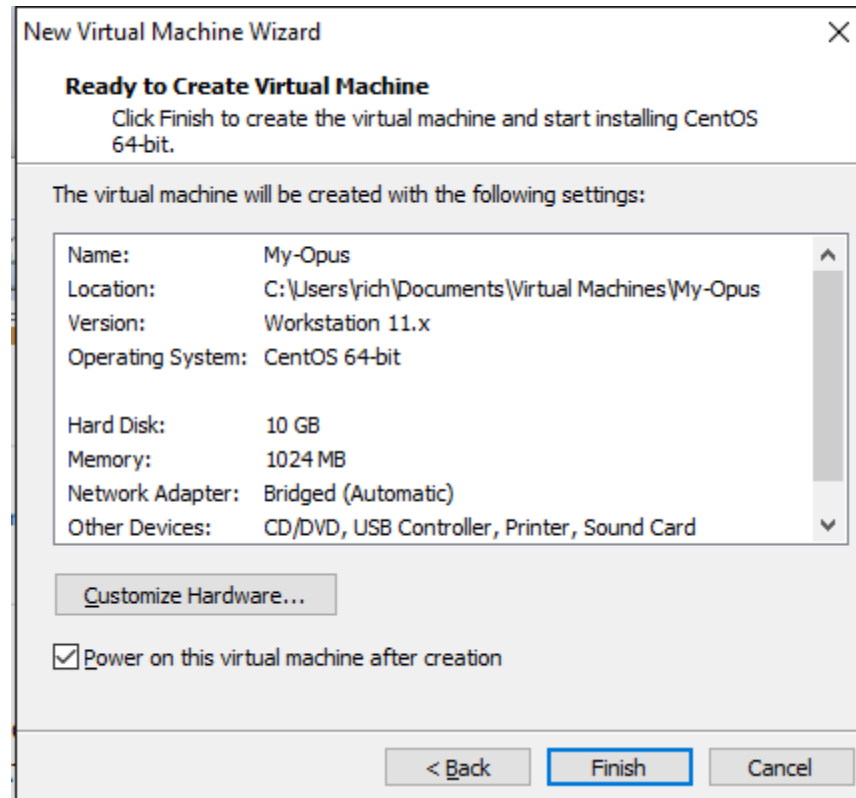 New Virtual Machine Wizard
Ready to Create Virtual Machine
Click Finish to create the virtual machine and start installing CentOS
64-bit.
The virtual machine will be created with the following settings:
Name: My-Opus
Location: C:\Users\rich\Documents\Virtual Machines\My-Opus
Version: Workstation 11.x
Operating System: CentOS 64-bit
Hard Disk: 10 GB
Memory: 1024 MB
Network Adapter: Bridged (Automatic)
Other Devices: CD/DVD, USB Controller, Printer, Sound Card
Customize Hardware...
Power on this virtual machine after creation
< Back Finish Cancel